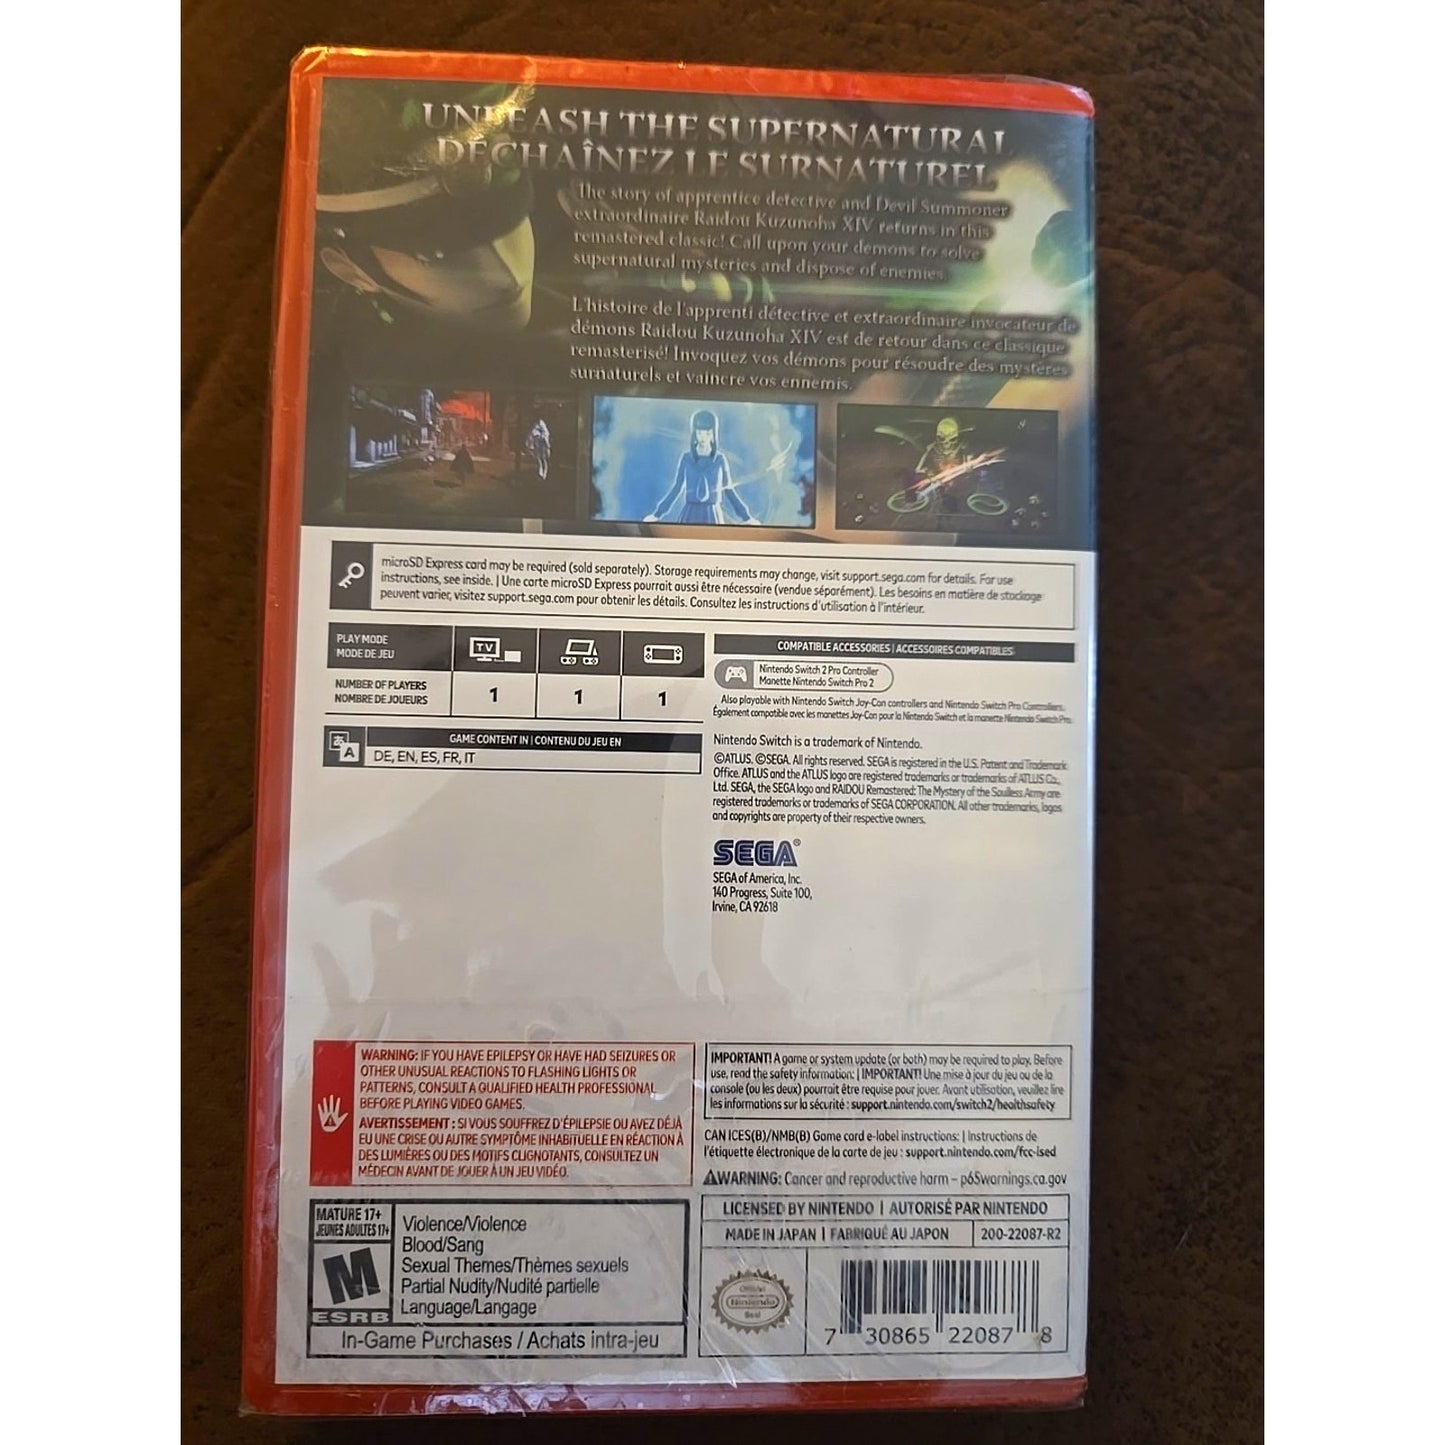 UNLEASH THE SUPERNATURAL
DÉCHAÎNEZ LE SURNATUREL
The story of apprentice detective and Devil Summoner
extraordinaire Raidou Kuzunoha XIV returns in this
remastered classic! Call upon your demons to solve
supernatural mysteries and dispose of enemies.
L'histoire de l'apprenti détective et extraordinaire invocateur de
démons Raidou Kuzunoha XIV est de retour dans ce classique
remasterisé! Invoquez vos démons pour résoudre des mystères
surnaturels et vaincre vos ennemis.
microSD Express card may be required (sold separately). Storage requirements may change, visit support.sega.com for details. For use
instructions, see inside. | Une carte microSD Express pourrait aussi être nécessaire (vendue séparément). Les besoins en matière de stockage
peuvent varier, visitez support.sega.com pour obtenir les détails. Consultez les instructions d'utilisation à l'intérieur.
PLAY MODE
MODE DE JEU
TV
NUMBER OF PLAYERS
NOMBRE DE JOUEURS
1 1 1
GAME CONTENT IN | CONTENU DU JEU EN
あ A
DE, EN, ES, FR, IT
COMPATIBLE ACCESSORIES | ACCESSOIRES COMPATIBLES
Nintendo Switch 2 Pro Controller
Manette Nintendo Switch Pro 2
Also playable with Nintendo Switch Joy-Con controllers and Nintendo Switch Pro Controllers.
Également compatible avec les manettes Joy-Con pour la Nintendo Switch et la manette Nintendo Switch Pro.
Nintendo Switch is a trademark of Nintendo.
©ATLUS. ©SEGA. All rights reserved. SEGA is registered in the U.S. Patent and Trademark
Office. ATLUS and the ATLUS logo are registered trademarks or trademarks of ATLUS Co.,
Ltd. SEGA, the SEGA logo and RAIDOU Remastered: The Mystery of the Soulless Army are
registered trademarks or trademarks of SEGA CORPORATION. All other trademarks, logos
and copyrights are property of their respective owners.
SEGA®
SEGA of America, Inc.
140 Progress, Suite 100,
Irvine, CA 92618
WARNING: IF YOU HAVE EPILEPSY OR HAVE HAD SEIZURES OR
OTHER UNUSUAL REACTIONS TO FLASHING LIGHTS OR
PATTERNS, CONSULT A QUALIFIED HEALTH PROFESSIONAL
BEFORE PLAYING VIDEO GAMES.
AVERTISSEMENT : SI VOUS SOUFFREZ D'ÉPILEPSIE OU AVEZ DÉJÀ
EU UNE CRISE OU AUTRE SYMPTÔME INHABITUELLE EN RÉACTION À
DES LUMIÈRES OU DES MOTIFS CLIGNOTANTS, CONSULTEZ UN
MÉDECIN AVANT DE JOUER À UN JEU VIDÉO.
IMPORTANT! A game or system update (or both) may be required to play. Before
use, read the safety information: | IMPORTANT! Une mise à jour du jeu ou de la
console (ou les deux) pourrait être requise pour jouer. Avant utilisation, veuillez lire
les informations sur la sécurité : support.nintendo.com/switch2/healthsafety
CAN ICES(B)/NMB(B) Game card e-label instructions: | Instructions de
l'étiquette électronique de la carte de jeu : support.nintendo.com/fcc-ised
⚠WARNING: Cancer and reproductive harm – p65warnings.ca.gov
MATURE 17+
JEUNES ADULTES 17+
M
ESRB
Violence/Violence
Blood/Sang
Sexual Themes/Thèmes sexuels
Partial Nudity/Nudité partielle
Language/Langage
In-Game Purchases / Achats intra-jeu
LICENSED BY NINTENDO | AUTORISÉ PAR NINTENDO
MADE IN JAPAN | FABRIQUÉ AU JAPON
200-22087-R2
Official
Nintendo
Seal
7 30865 22087 8